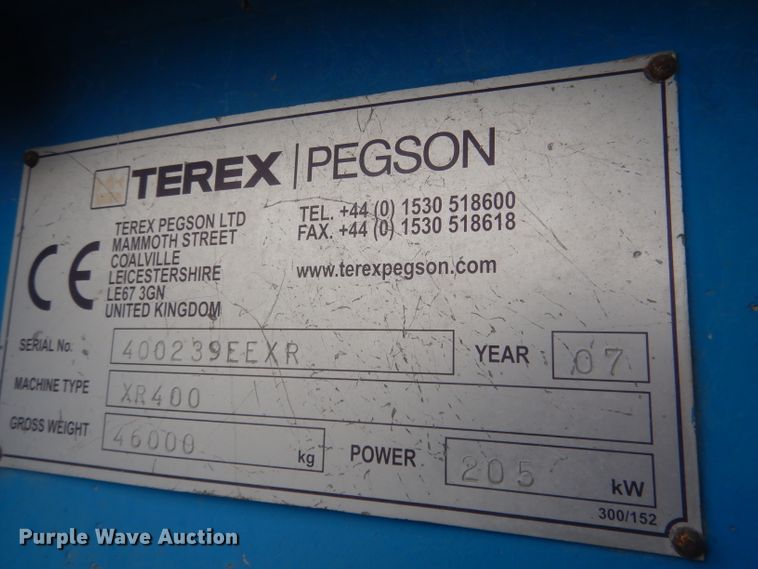 TEREX | PEGSON
TEREX PEGSON LTD
MAMMOTH STREET
COALVILLE
LEICESTERSHIRE
LE67 3GN
UNITED KINGDOM
TEL. +44 (0) 1530 518600
FAX. +44 (0) 1530 518618
www.terexpegson.com
CE
SERIAL No. 400239EEXR YEAR 07
MACHINE TYPE XR400
GROSS WEIGHT 46000 kg POWER 205 kW
300/152
Purple Wave Auction